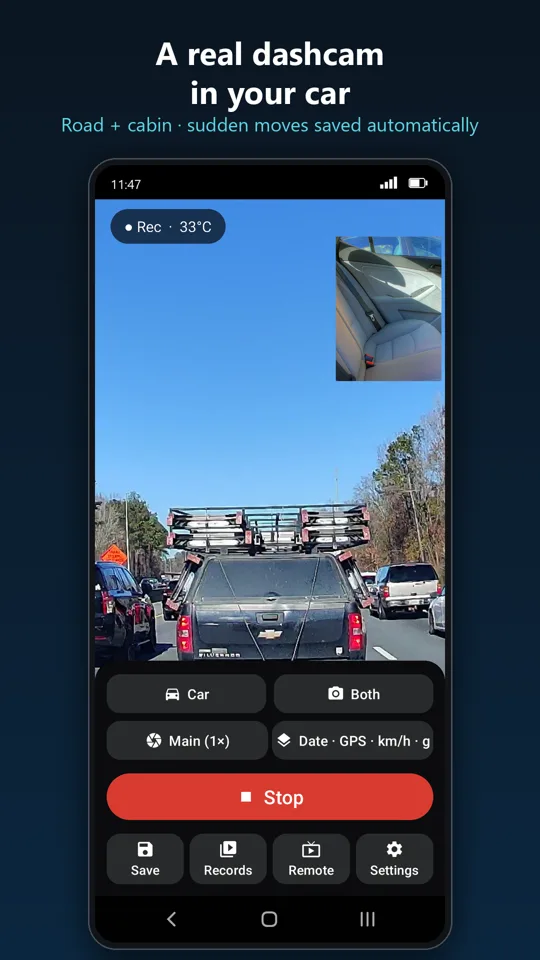 A real dashcam
in your car
Road + cabin · sudden moves saved automatically
11:47
Rec · 33°C
SILVERADO
Car
Both
Main (1×)
Date · GPS · km/h · g
Stop
Save
Records
Remote
Settings